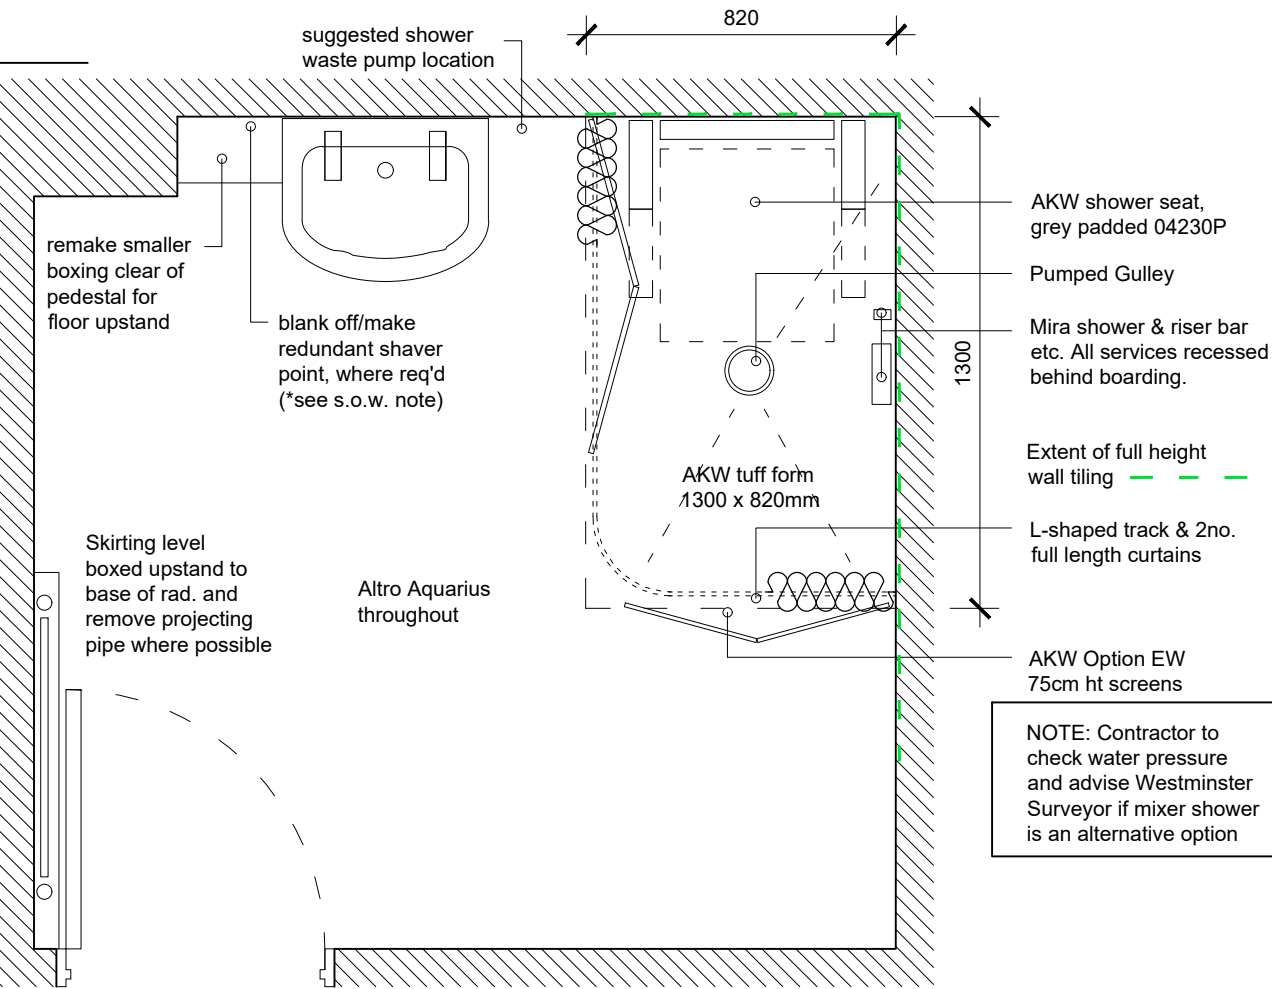 820
suggested shower
waste pump location
AKW shower seat,
grey padded 04230P
remake smaller
boxing clear of
pedestal for
floor upstand
Pumped Gulley
blank off/make
redundant shaver
point, where req'd
(*see s.o.w. note)
Mira shower & riser bar
etc. All services recessed
behind boarding.
1300
Extent of full height
wall tiling
AKW tuff form
1300 x 820mm
L-shaped track & 2no.
full length curtains
Skirting level
boxed upstand to
base of rad. and
remove projecting
pipe where possible
Altro Aquarius
throughout
AKW Option EW
75cm ht screens
NOTE: Contractor to
check water pressure
and advise Westminster
Surveyor if mixer shower
is an alternative option